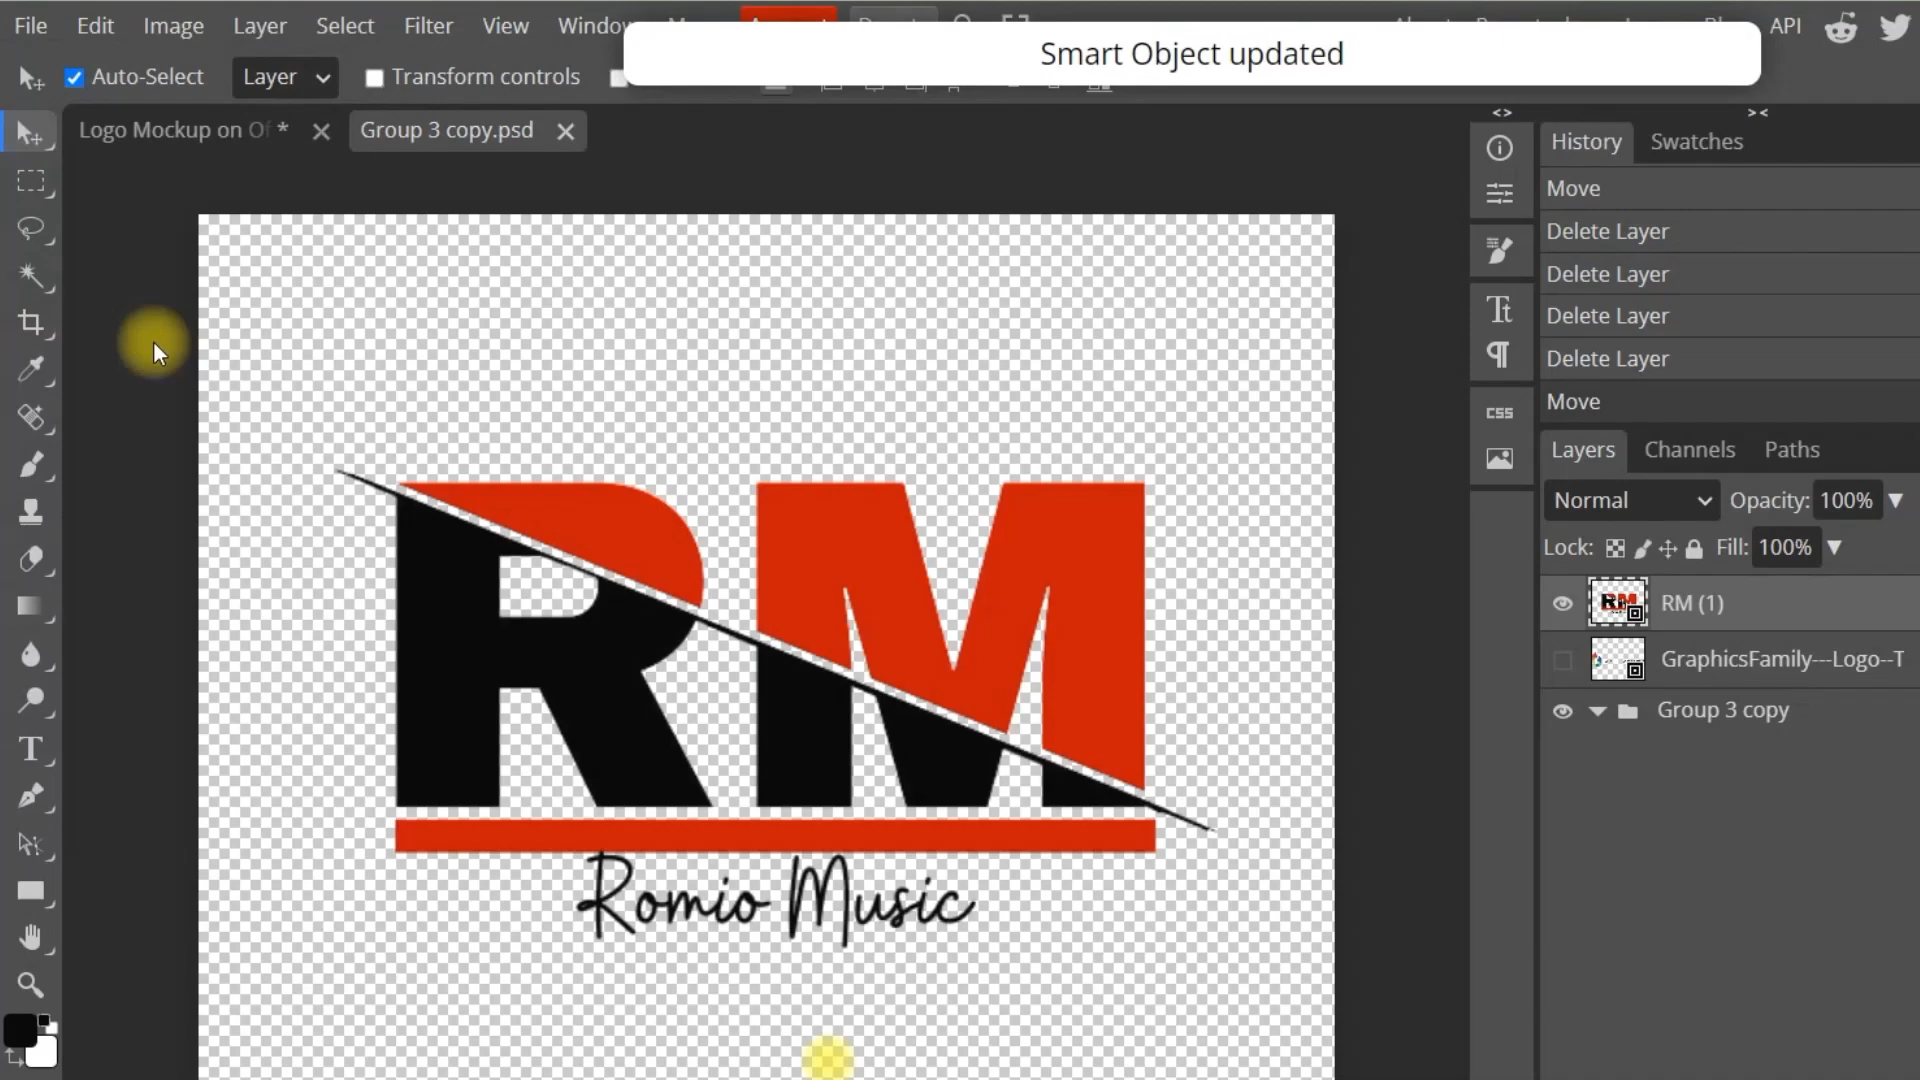 File Edit Image Layer Select Filter View Window
API
Smart Object updated
Auto-Select Layer Transform controls
Logo Mockup on Of * Group 3 copy.psd
History Swatches
Move
Delete Layer
Delete Layer
Delete Layer
Delete Layer
Move
CSS
Layers Channels Paths
Normal Opacity: 100%
Lock: Fill: 100%
RM (1)
GraphicsFamily---Logo--T
Group 3 copy
RM
Romio Music